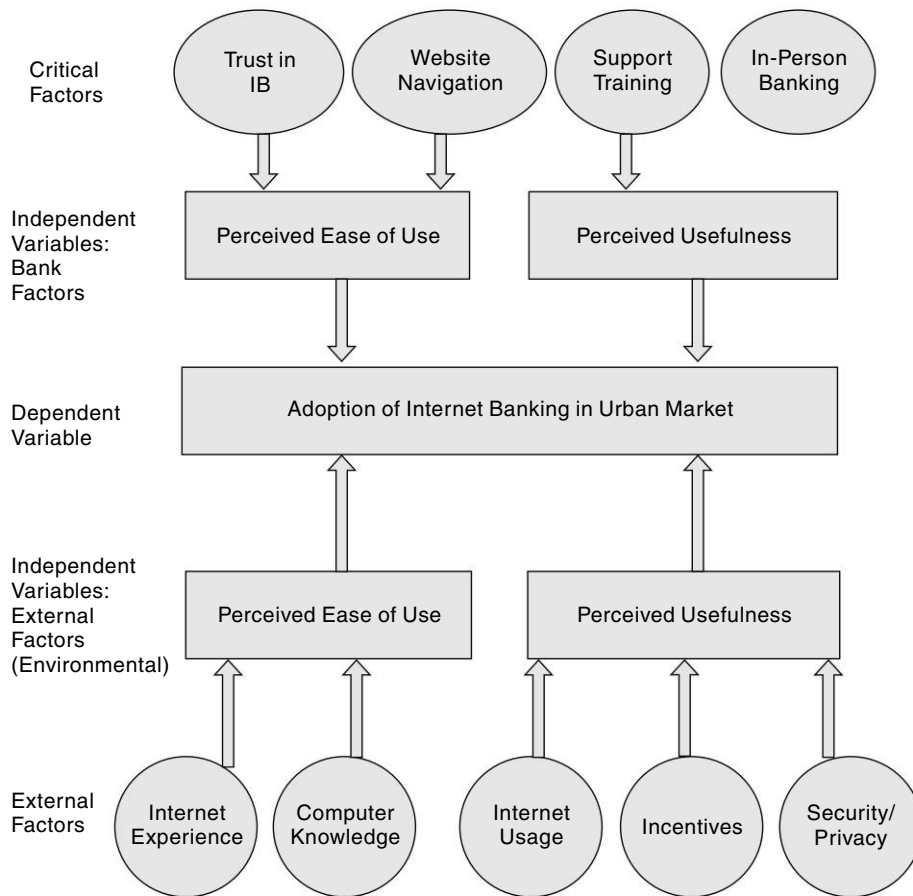 Critical
Factors
Trust in
IB
Website
Navigation
Support
Training
In-Person
Banking
Independent
Variables:
Bank
Factors
Perceived Ease of Use
Perceived Usefulness
Dependent
Variable
Adoption of Internet Banking in Urban Market
Independent
Variables:
External
Factors
(Environmental)
Perceived Ease of Use
Perceived Usefulness
External
Factors
Internet
Experience
Computer
Knowledge
Internet
Usage
Incentives
Security/
Privacy